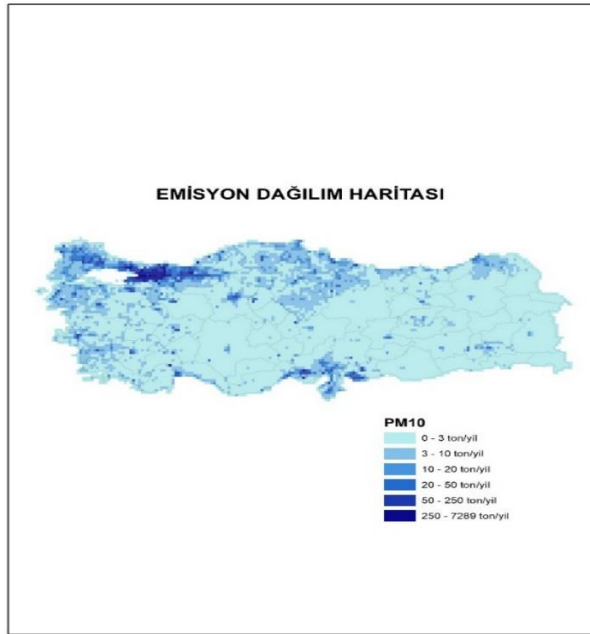 EMİSYON DAĞILIM HARİTASI
PM10
0 - 3 ton/yil
3 - 10 ton/yil
10 - 20 ton/yil
20 - 50 ton/yil
50 - 250 ton/yil
250 - 7289 ton/yil